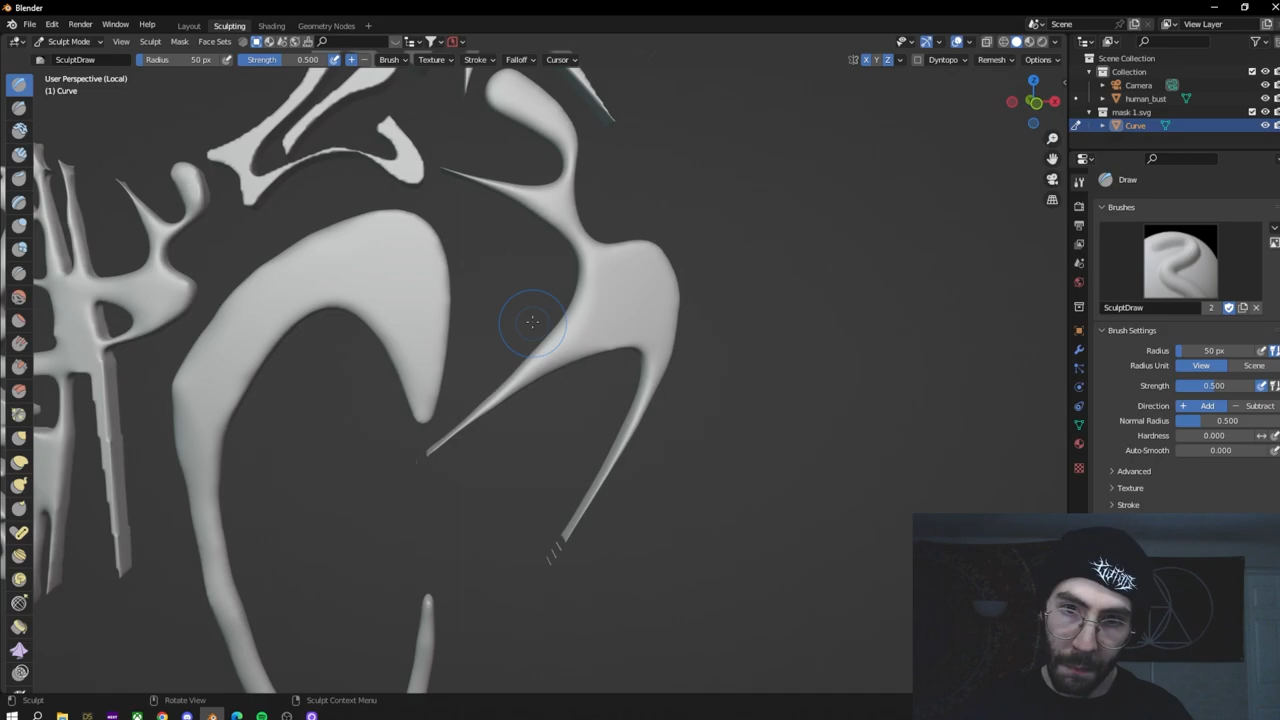 Blender
File Edit Render Window Help Layout Sculpting Shading Geometry Nodes + Scene View Layer
Sculpt Mode View Sculpt Mask Face Sets
SculptDraw Radius 50 px Strength 0.500 + − Brush Texture Stroke Falloff Cursor X Y Z Dyntopo Remesh Options
User Perspective (Local)
(1) Curve
Z
X
Scene Collection
Collection
Camera
human_bust
mask 1.svg
Curve
Draw
Brushes
SculptDraw 2
Brush Settings
Radius 50 px
Radius Unit View Scene
Strength 0.500
Direction + Add − Subtract
Normal Radius 0.500
Hardness 0.000
Auto-Smooth 0.000
Advanced
Texture
Stroke
Sculpt Rotate View Sculpt Context Menu